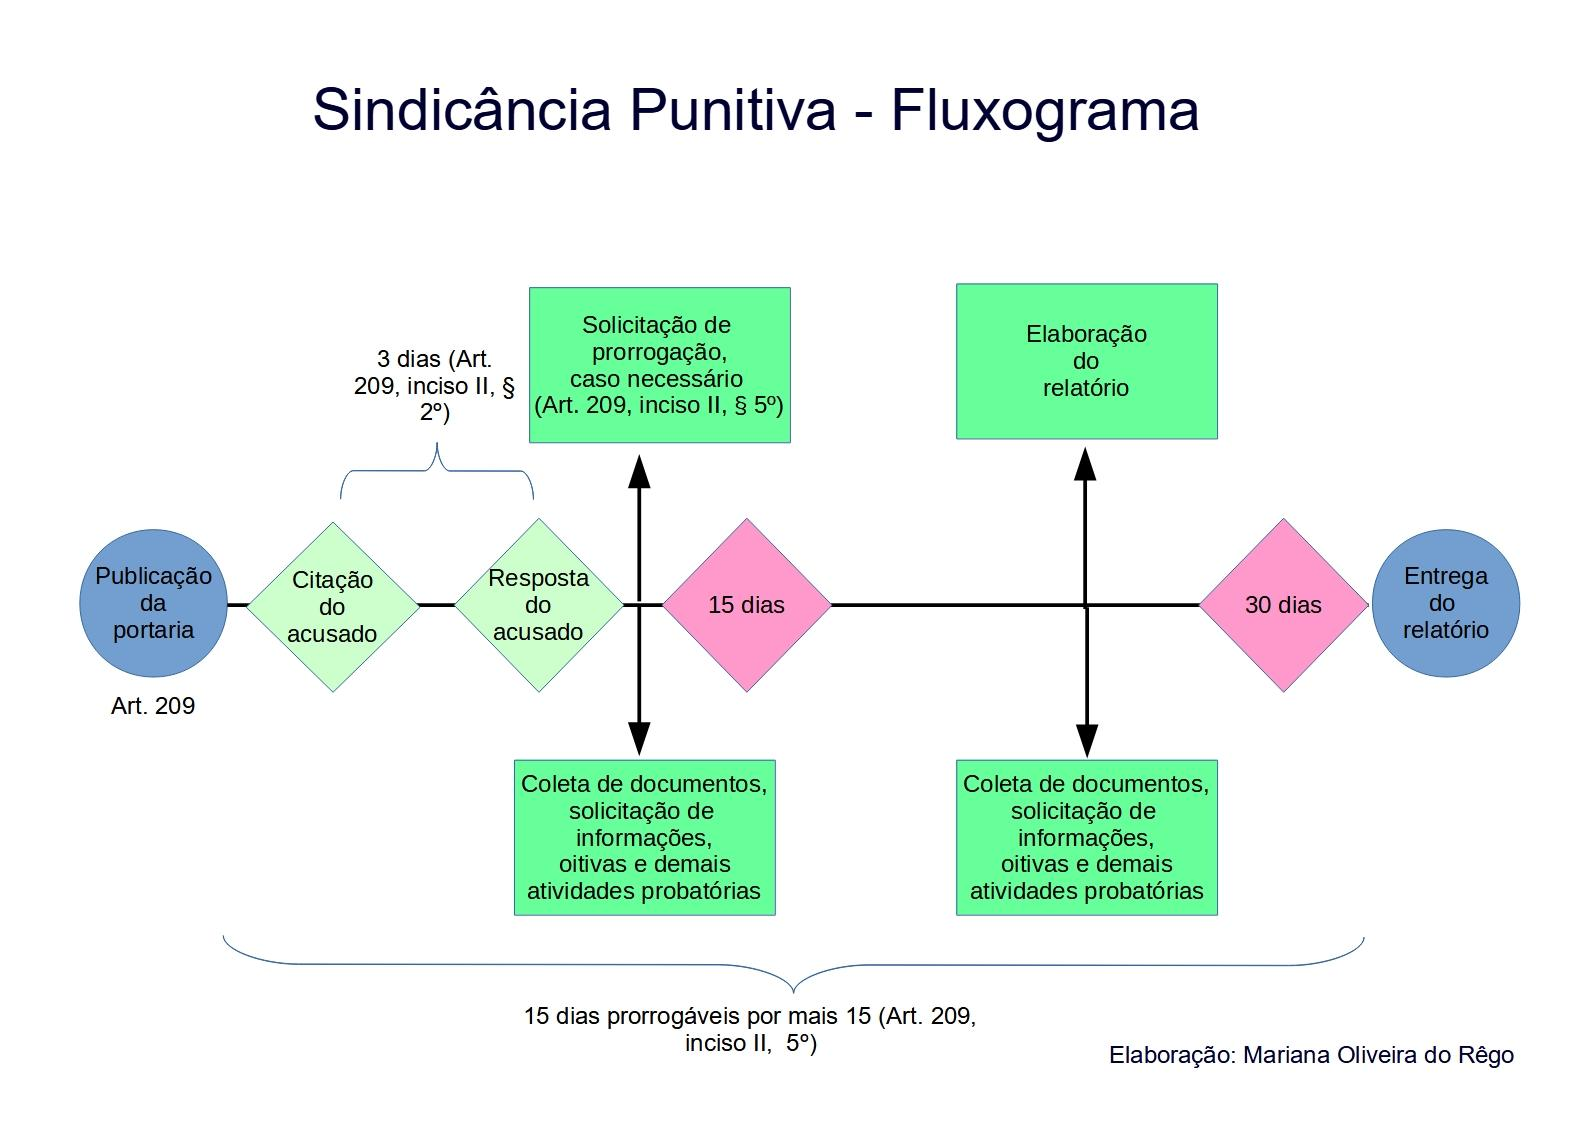 Sindicância Punitiva - Fluxograma
3 dias (Art.
209, inciso II, §
2º)
Solicitação de
prorrogação,
caso necessário
(Art. 209, inciso II, § 5º)
Elaboração
do
relatório
Publicação
da
portaria
Art. 209
Citação
do
acusado
Resposta
do
acusado
15 dias
30 dias
Entrega
do
relatório
Coleta de documentos,
solicitação de
informações,
oitivas e demais
atividades probatórias
Coleta de documentos,
solicitação de
informações,
oitivas e demais
atividades probatórias
15 dias prorrogáveis por mais 15 (Art. 209,
inciso II,  5º)
Elaboração: Mariana Oliveira do Rêgo